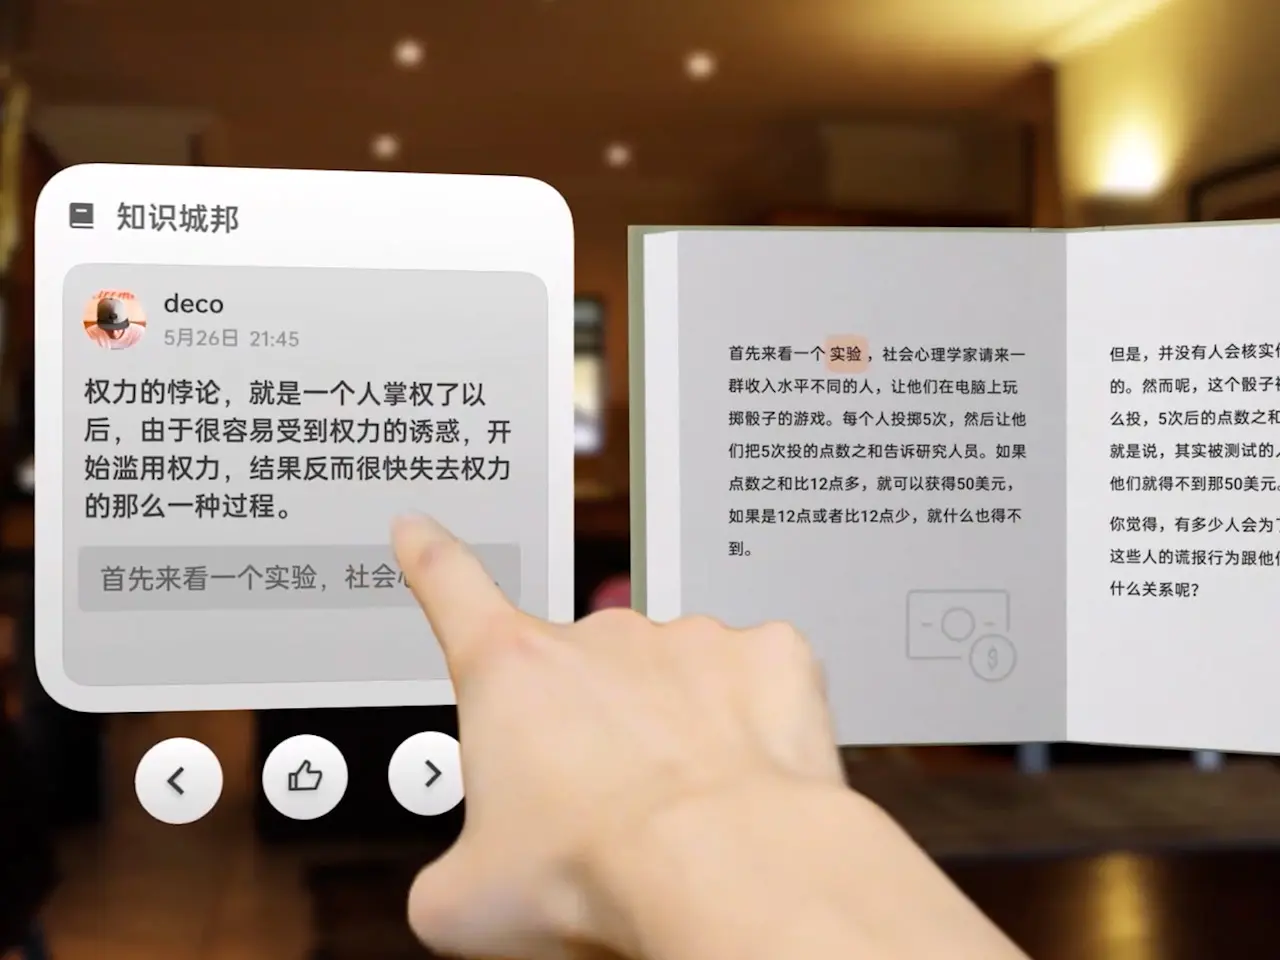 知识城邦
deco
5月26日 21:45
权力的悖论，就是一个人掌权了以
后，由于很容易受到权力的诱惑，开
始滥用权力，结果反而很快失去权力
的那么一种过程。
首先来看一个实验，社会
首先来看一个实验，社会心理学家请来一
群收入水平不同的人，让他们在电脑上玩
掷骰子的游戏。每个人投掷5次，然后让他
们把5次投的点数之和告诉研究人员。如果
点数之和比12点多，就可以获得50美元，
如果是12点或者比12点少，就什么也得不
到。
$
但是，并没有人会核实
的。然而呢，这个骰子
么投，5次后的点数之和
就是说，其实被测试的
他们就得不到那50美元
你觉得，有多少人会为
这些人的谎报行为跟他
什么关系呢？